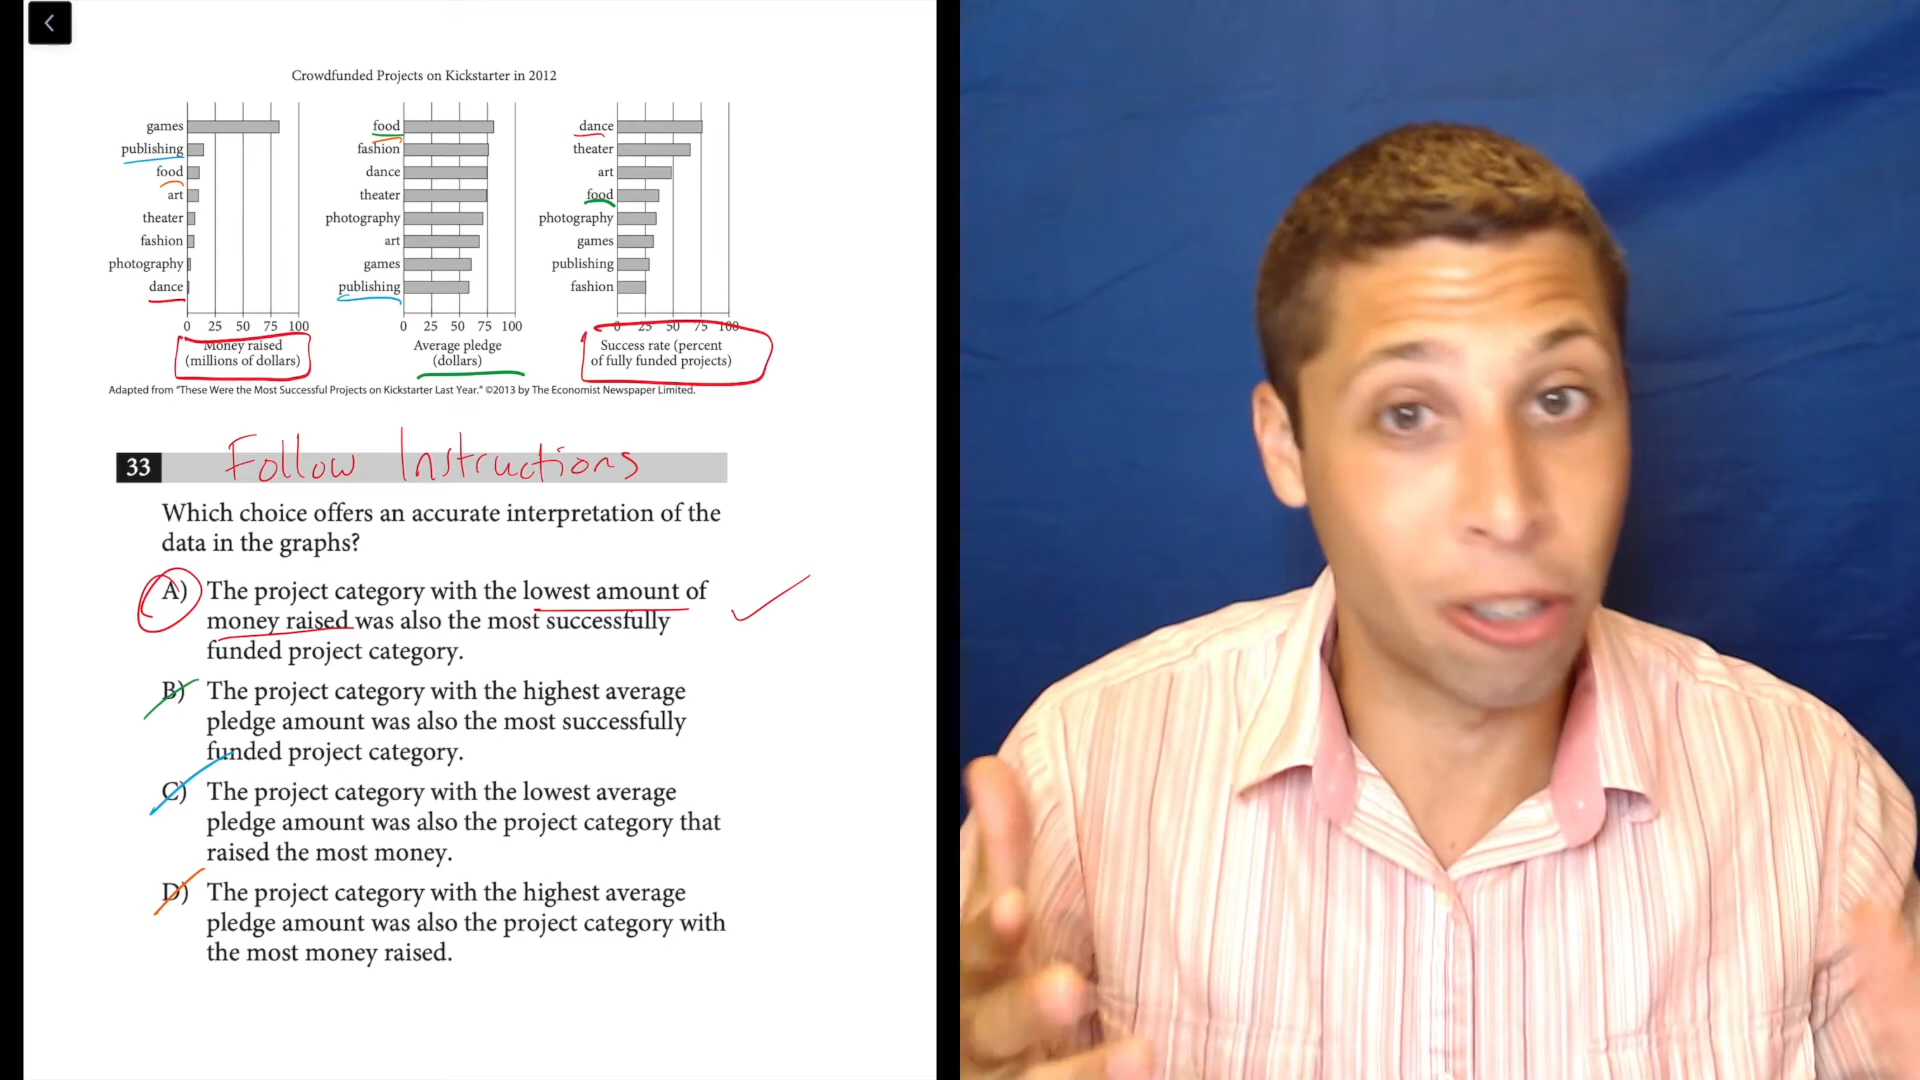 Crowdfunded Projects on Kickstarter in 2012
games
publishing
food
art
theater
fashion
photography
dance
0 25 50 75 100
Money raised
(millions of dollars)
food
fashion
dance
theater
photography
art
games
publishing
0 25 50 75 100
Average pledge
(dollars)
dance
theater
art
food
photography
games
publishing
fashion
0 25 50 75 100
Success rate (percent
of fully funded projects)
Adapted from “These Were the Most Successful Projects on Kickstarter Last Year.” ©2013 by The Economist Newspaper Limited.
33 Follow Instructions
Which choice offers an accurate interpretation of the
data in the graphs?
A) The project category with the lowest amount of
money raised was also the most successfully
funded project category.
B) The project category with the highest average
pledge amount was also the most successfully
funded project category.
C) The project category with the lowest average
pledge amount was also the project category that
raised the most money.
D) The project category with the highest average
pledge amount was also the project category with
the most money raised.